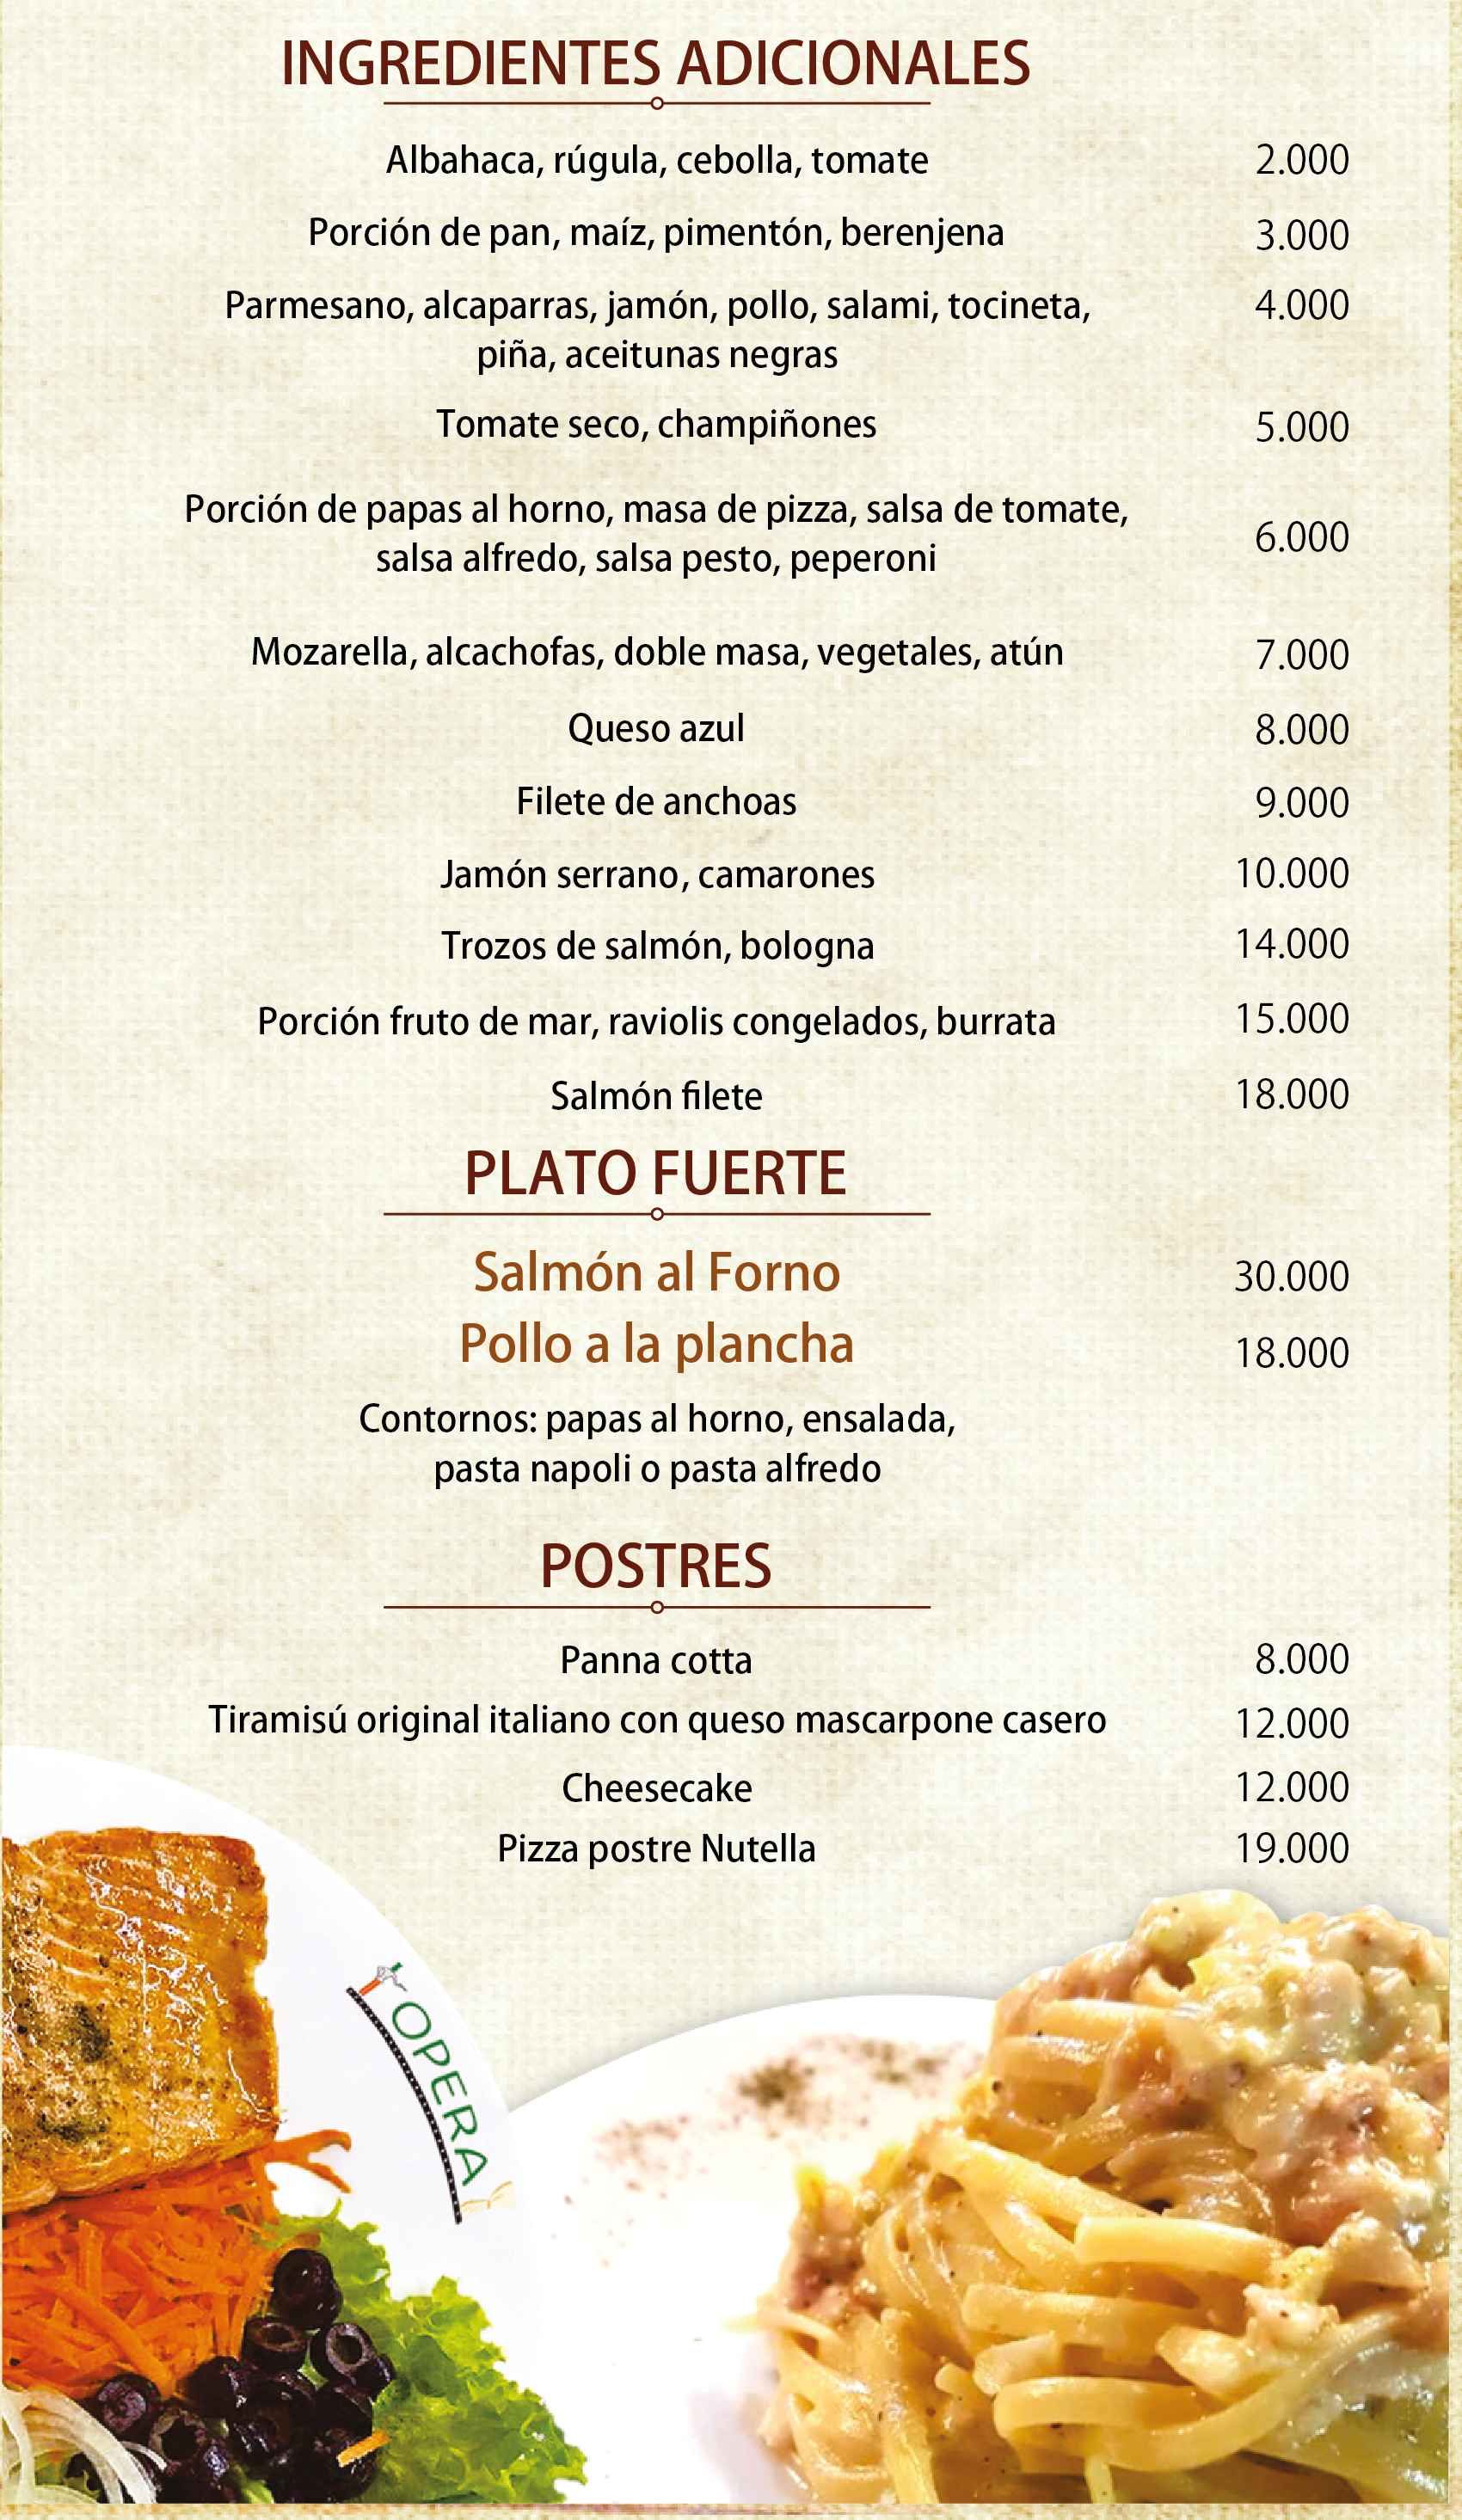 INGREDIENTES ADICIONALES
Albahaca, rúgula, cebolla, tomate 2.000
Porción de pan, maíz, pimentón, berenjena 3.000
Parmesano, alcaparras, jamón, pollo, salami, tocineta, 4.000
piña, aceitunas negras
Tomate seco, champiñones 5.000
Porción de papas al horno, masa de pizza, salsa de tomate,
salsa alfredo, salsa pesto, peperoni 6.000
Mozarella, alcachofas, doble masa, vegetales, atún 7.000
Queso azul 8.000
Filete de anchoas 9.000
Jamón serrano, camarones 10.000
Trozos de salmón, bologna 14.000
Porción fruto de mar, raviolis congelados, burrata 15.000
Salmón filete 18.000
PLATO FUERTE
Salmón al Forno 30.000
Pollo a la plancha 18.000
Contornos: papas al horno, ensalada,
pasta napoli o pasta alfredo
POSTRES
Panna cotta 8.000
Tiramisú original italiano con queso mascarpone casero 12.000
Cheesecake 12.000
Pizza postre Nutella 19.000
OPERA